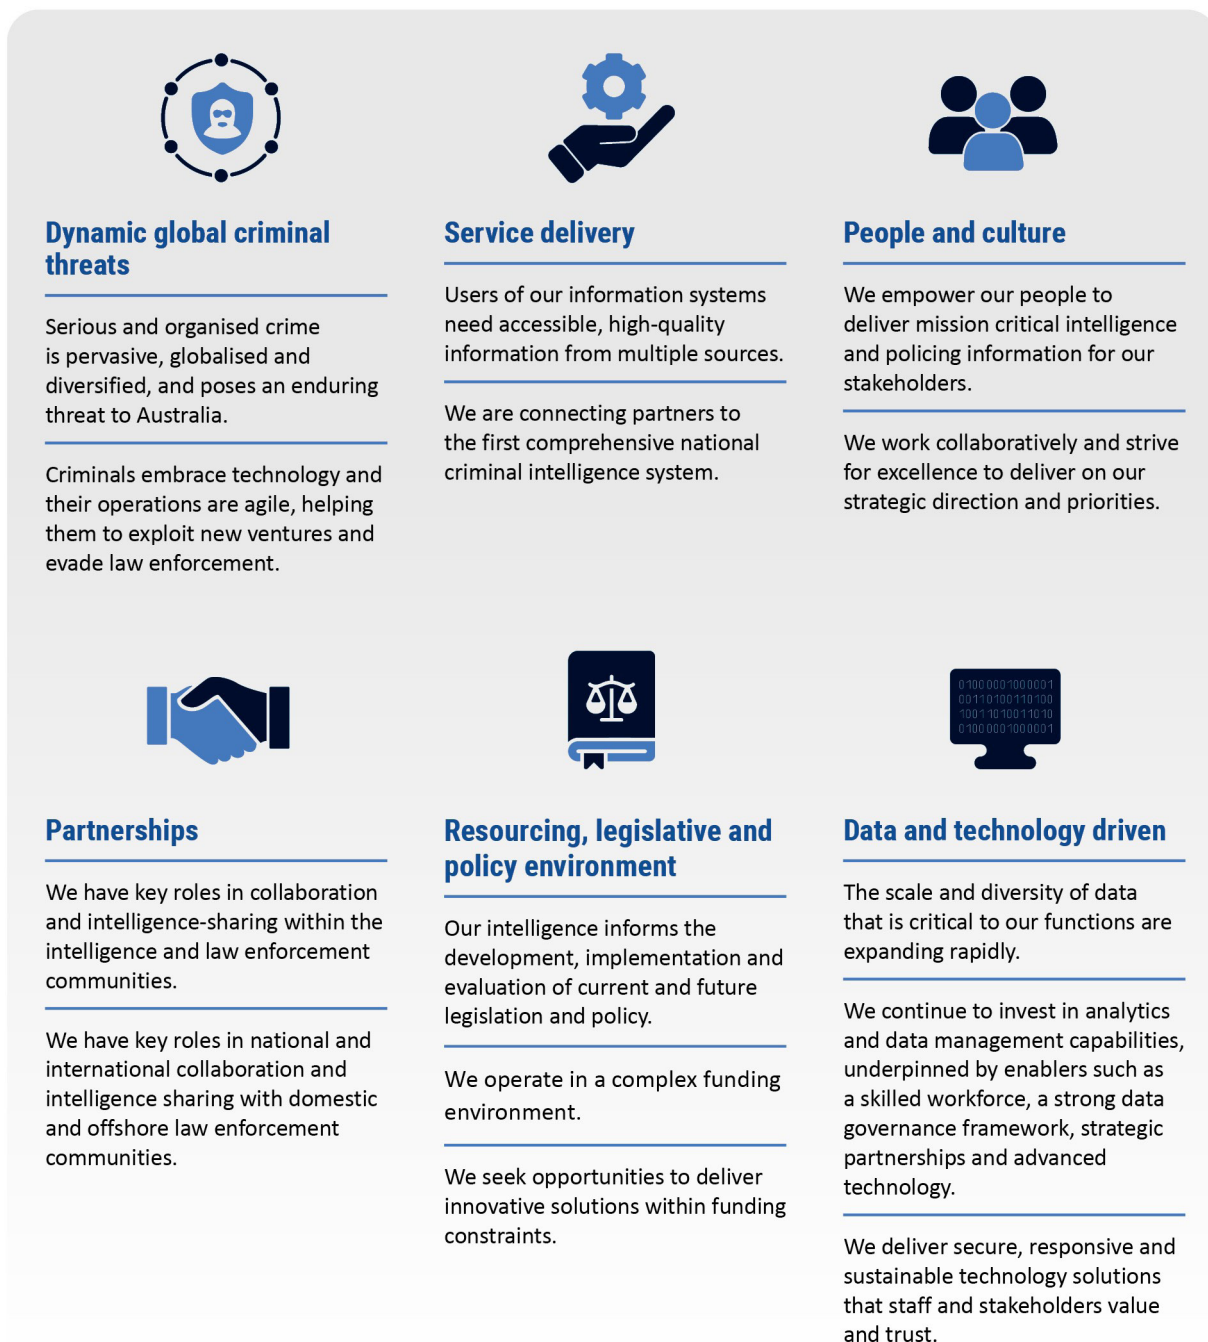 Dynamic global criminal
threats
Serious and organised crime
is pervasive, globalised and
diversified, and poses an enduring
threat to Australia.
Criminals embrace technology and
their operations are agile, helping
them to exploit new ventures and
evade law enforcement.
Service delivery
Users of our information systems
need accessible, high-quality
information from multiple sources.
We are connecting partners to
the first comprehensive national
criminal intelligence system.
People and culture
We empower our people to
deliver mission critical intelligence
and policing information for our
stakeholders.
We work collaboratively and strive
for excellence to deliver on our
strategic direction and priorities.
Partnerships
We have key roles in collaboration
and intelligence-sharing within the
intelligence and law enforcement
communities.
We have key roles in national and
international collaboration and
intelligence sharing with domestic
and offshore law enforcement
communities.
Resourcing, legislative and
policy environment
Our intelligence informs the
development, implementation and
evaluation of current and future
legislation and policy.
We operate in a complex funding
environment.
We seek opportunities to deliver
innovative solutions within funding
constraints.
01000001000001
00110100110100
10011010011010
01000001000001
Data and technology driven
The scale and diversity of data
that is critical to our functions are
expanding rapidly.
We continue to invest in analytics
and data management capabilities,
underpinned by enablers such as
a skilled workforce, a strong data
governance framework, strategic
partnerships and advanced
technology.
We deliver secure, responsive and
sustainable technology solutions
that staff and stakeholders value
and trust.